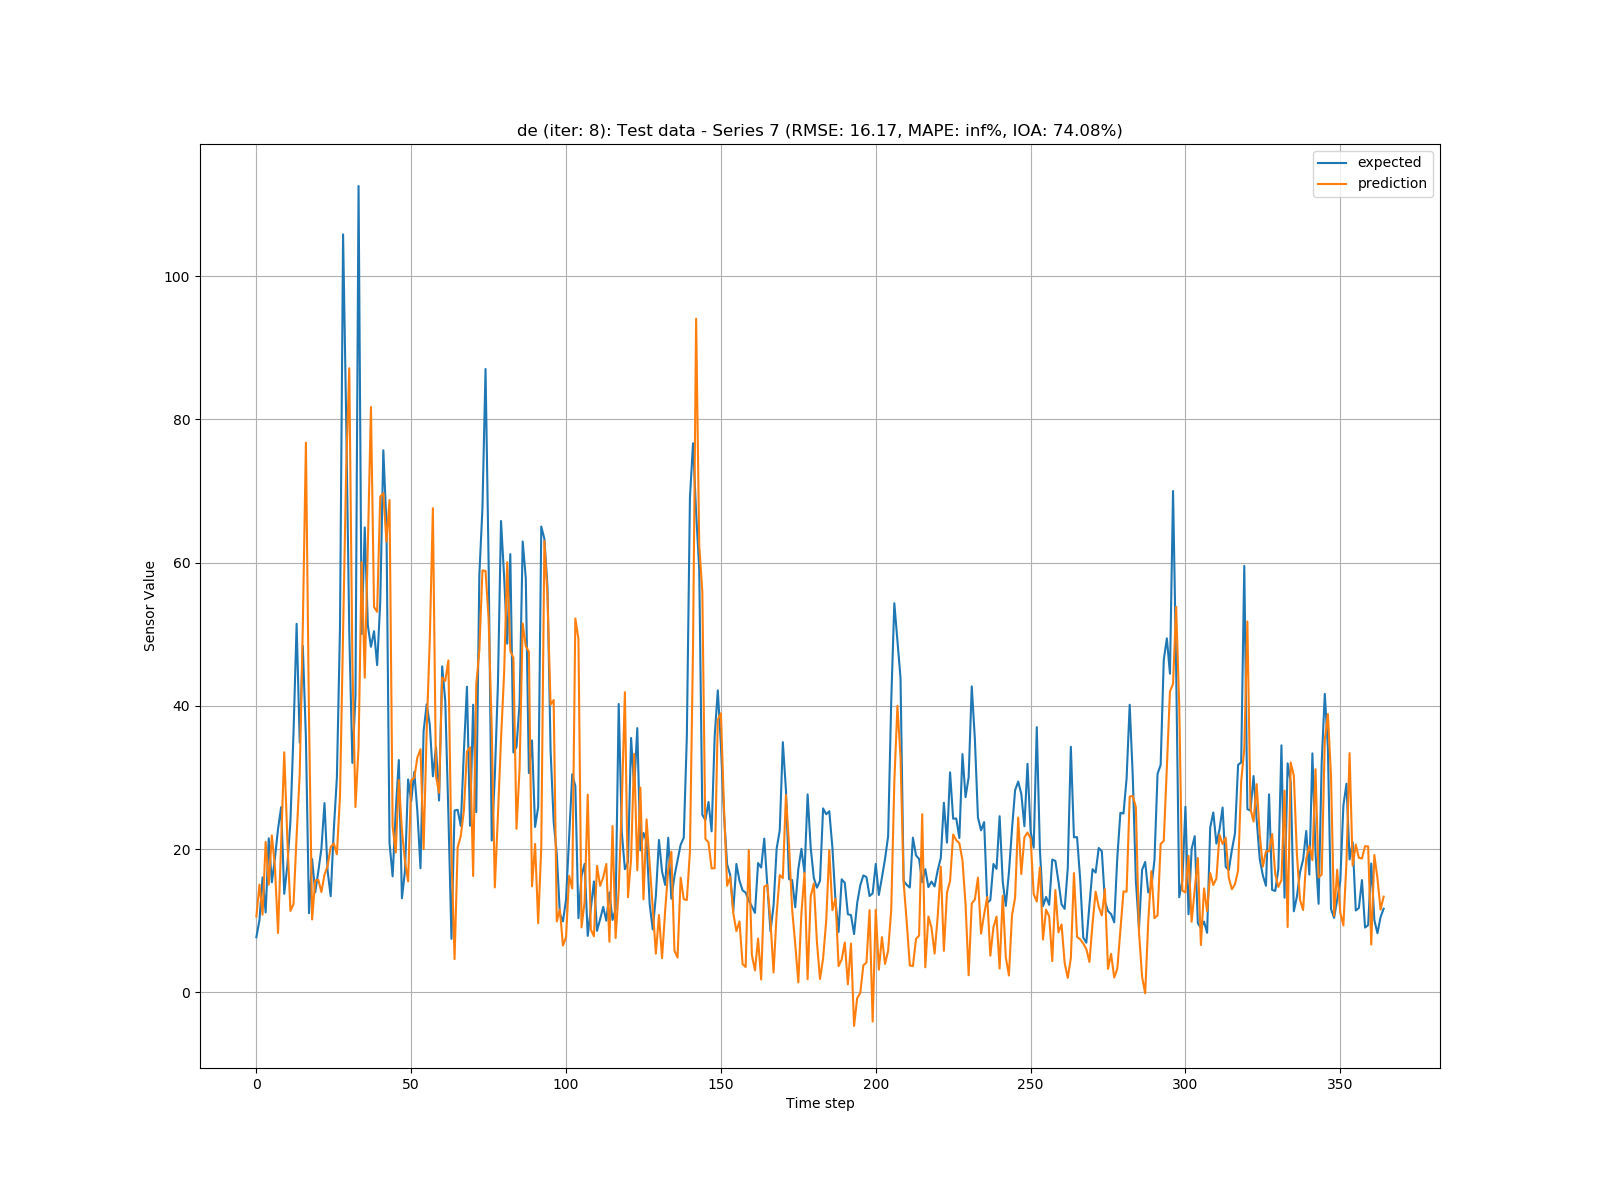 de (iter: 8): Test data - Series 7 (RMSE: 16.17, MAPE: inf%, IOA: 74.08%)
expected
prediction
100
80
60
40
20
0
Sensor Value
0 50 100 150 200 250 300 350
Time step